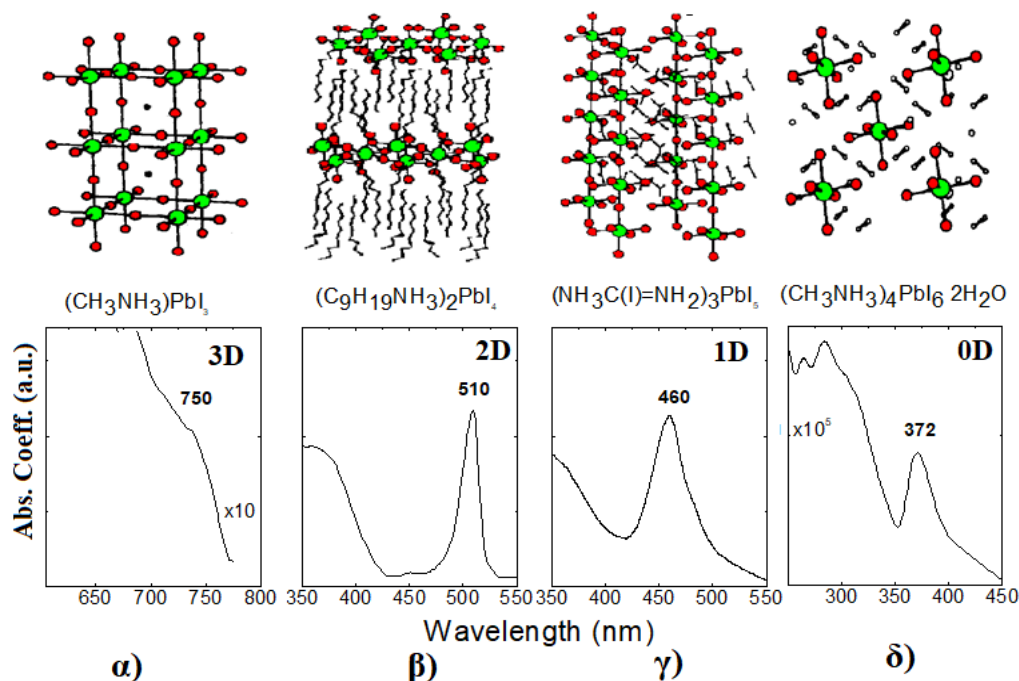 (CH3NH3)PbI3 (C9H19NH3)2PbI4 (NH3C(I)=NH2)3PbI5 (CH3NH3)4PbI6 2H2O
Abs. Coeff. (a.u.)
3D
750
x10
650 700 750 800
2D
510
350 400 450 500 550
1D
460
350 400 450 500 550
0D
x10^5
372
300 350 400 450
Wavelength (nm)
α) β) γ) δ)